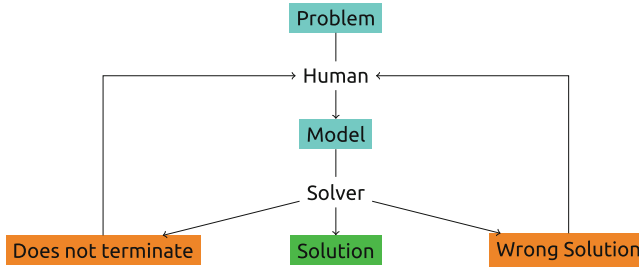 Problem
Human
Model
Solver
Does not terminate
Solution
Wrong Solution